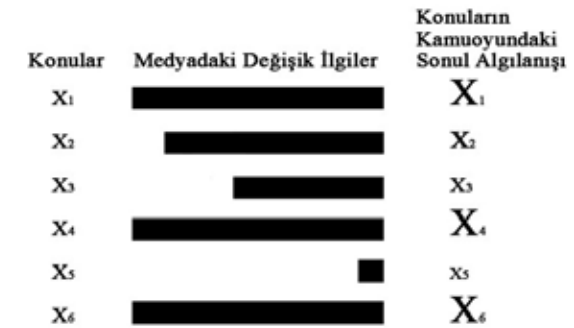 Konuların
Kamuoyundaki
Konular Medyadaki Değişik İlgiler Sonul Algılanışı
X₁ X₁
X₂ X₂
X₃ X₃
X₄ X₄
X₅ X₅
X₆ X₆